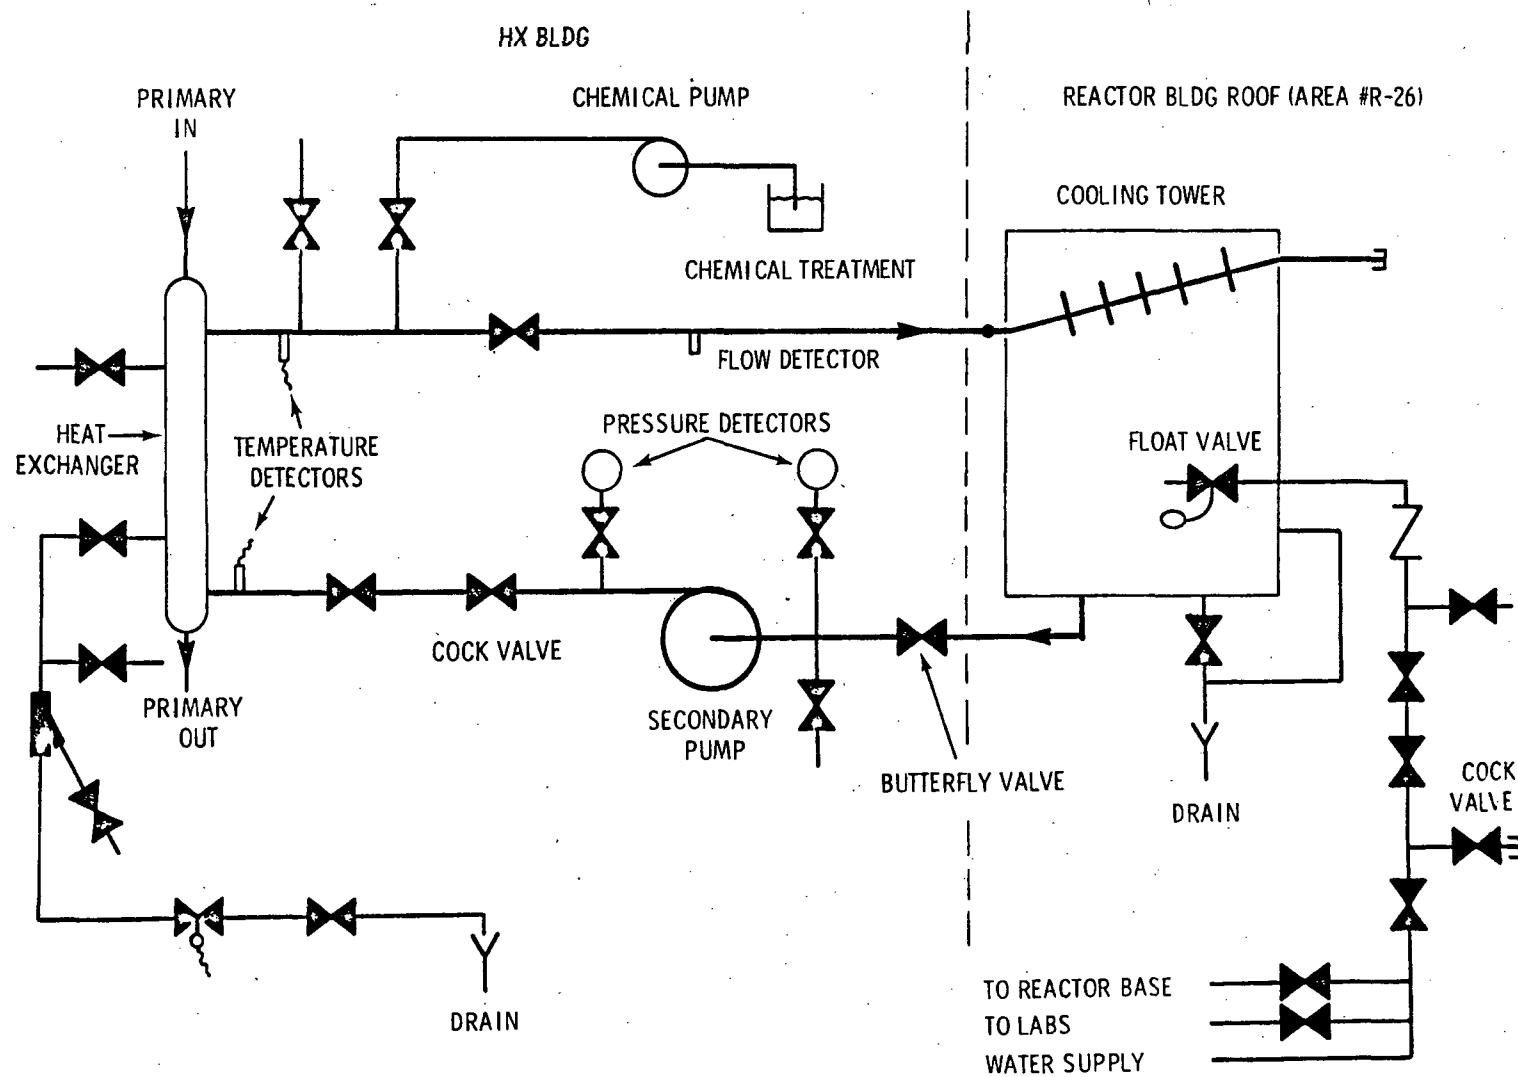 HX BLDG
CHEMICAL PUMP
REACTOR BLDG ROOF (AREA #R-26)
PRIMARY
IN
COOLING TOWER
CHEMICAL TREATMENT
FLOW DETECTOR
HEAT
EXCHANGER
TEMPERATURE
DETECTORS
PRESSURE DETECTORS
FLOAT VALVE
COCK VALVE
PRIMARY
OUT
SECONDARY
PUMP
BUTTERFLY VALVE
DRAIN
COCK
VALVE
DRAIN
TO REACTOR BASE
TO LABS
WATER SUPPLY